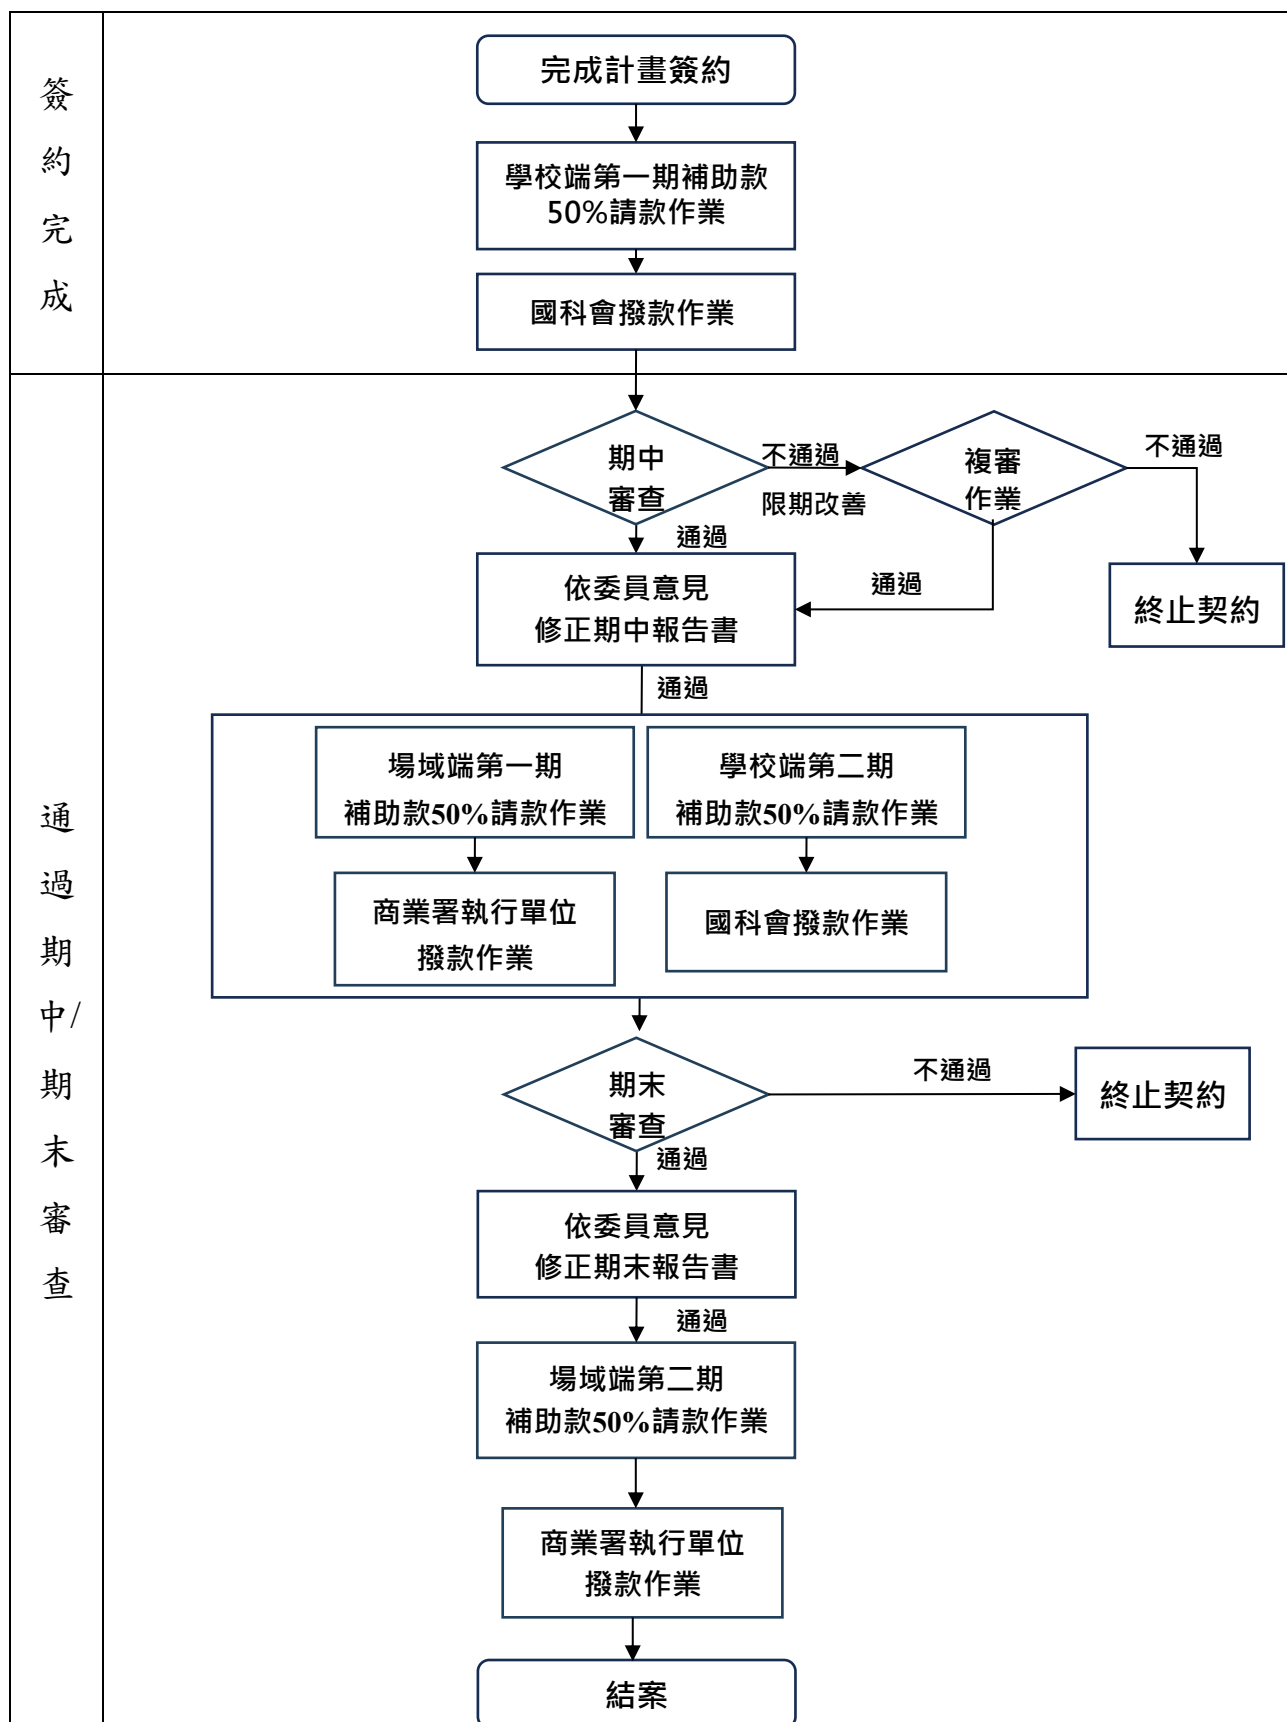 簽約完成
完成計畫簽約
學校端第一期補助款
50%請款作業
國科會撥款作業
通過期中/期末審查
期中
審查
不通過
限期改善
複審
作業
不通過
終止契約
通過
通過
依委員意見
修正期中報告書
通過
場域端第一期
補助款50%請款作業
學校端第二期
補助款50%請款作業
商業署執行單位
撥款作業
國科會撥款作業
期末
審查
不通過
終止契約
通過
依委員意見
修正期末報告書
通過
場域端第二期
補助款50%請款作業
商業署執行單位
撥款作業
結案